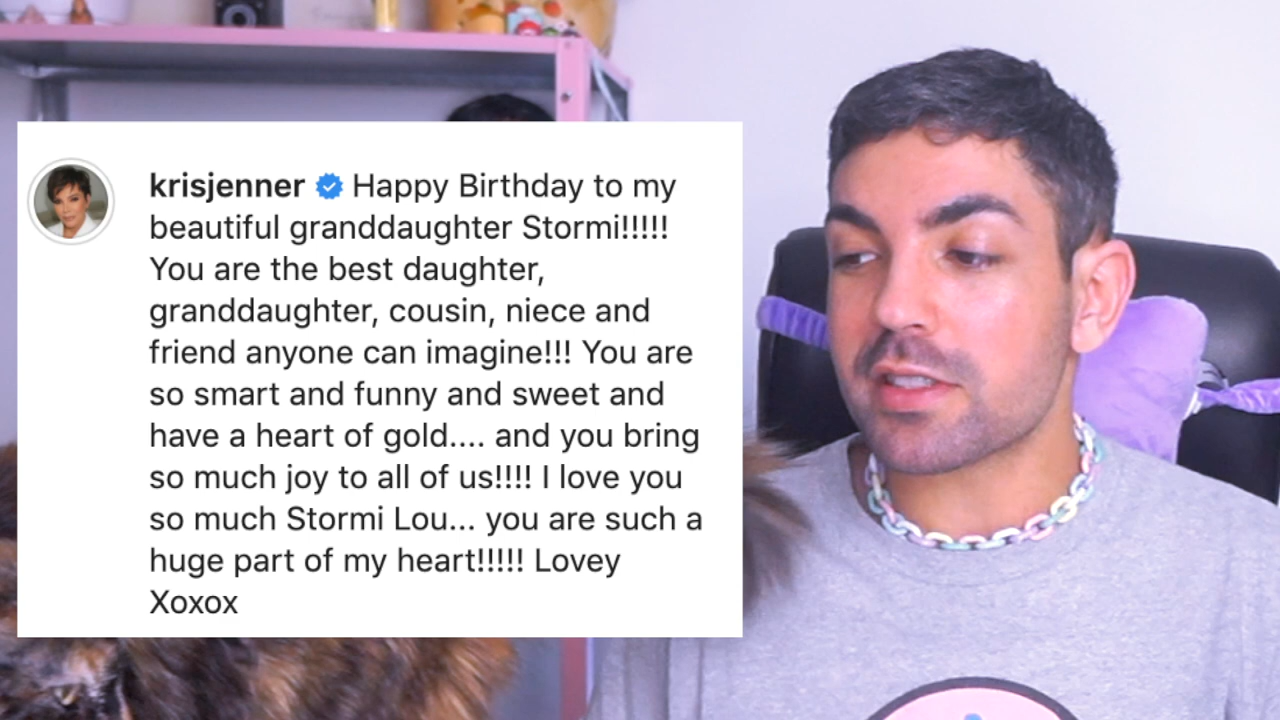 krisjenner Happy Birthday to my
beautiful granddaughter Stormi!!!!!
You are the best daughter,
granddaughter, cousin, niece and
friend anyone can imagine!!! You are
so smart and funny and sweet and
have a heart of gold.... and you bring
so much joy to all of us!!!! I love you
so much Stormi Lou... you are such a
huge part of my heart!!!!! Lovey
Xoxox